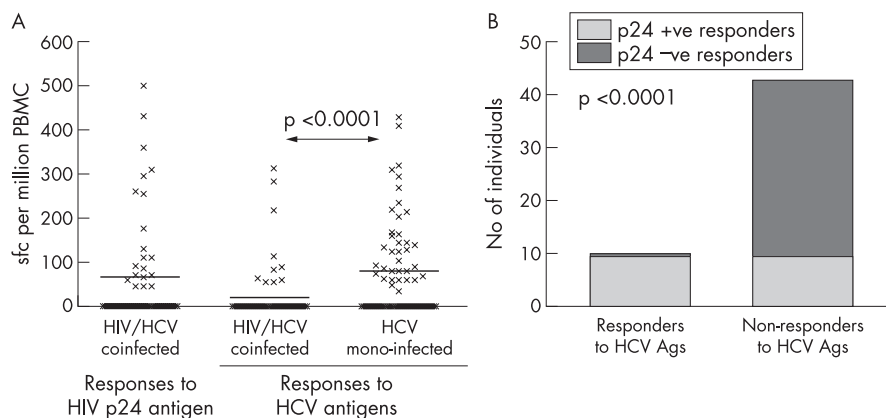 A
sfc per million PBMC
600
500
400
300
200
100
0
p <0.0001
HIV/HCV
coinfected
HIV/HCV
coinfected
HCV
mono-infected
Responses to
HIV p24 antigen
Responses to
HCV antigens
B
No of individuals
50
40
30
20
10
0
p24 +ve responders
p24 –ve responders
p <0.0001
Responders
to HCV Ags
Non-responders
to HCV Ags